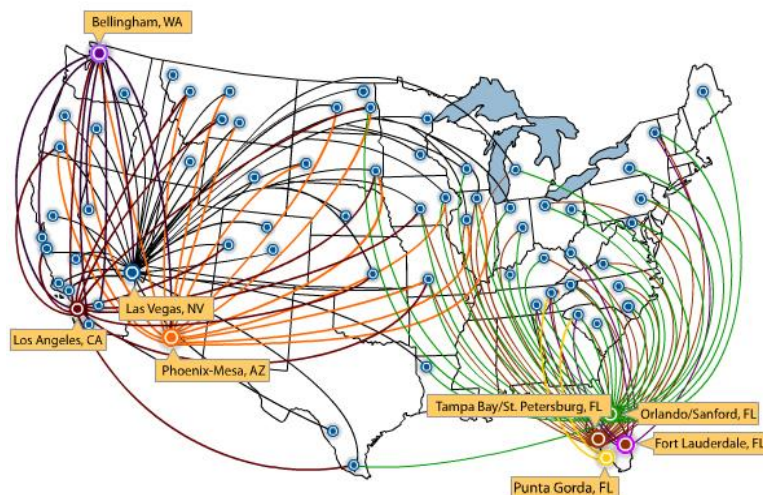 Bellingham, WA
Las Vegas, NV
Los Angeles, CA
Phoenix-Mesa, AZ
Tampa Bay/St. Petersburg, FL
Orlando/Sanford, FL
Fort Lauderdale, FL
Punta Gorda, FL